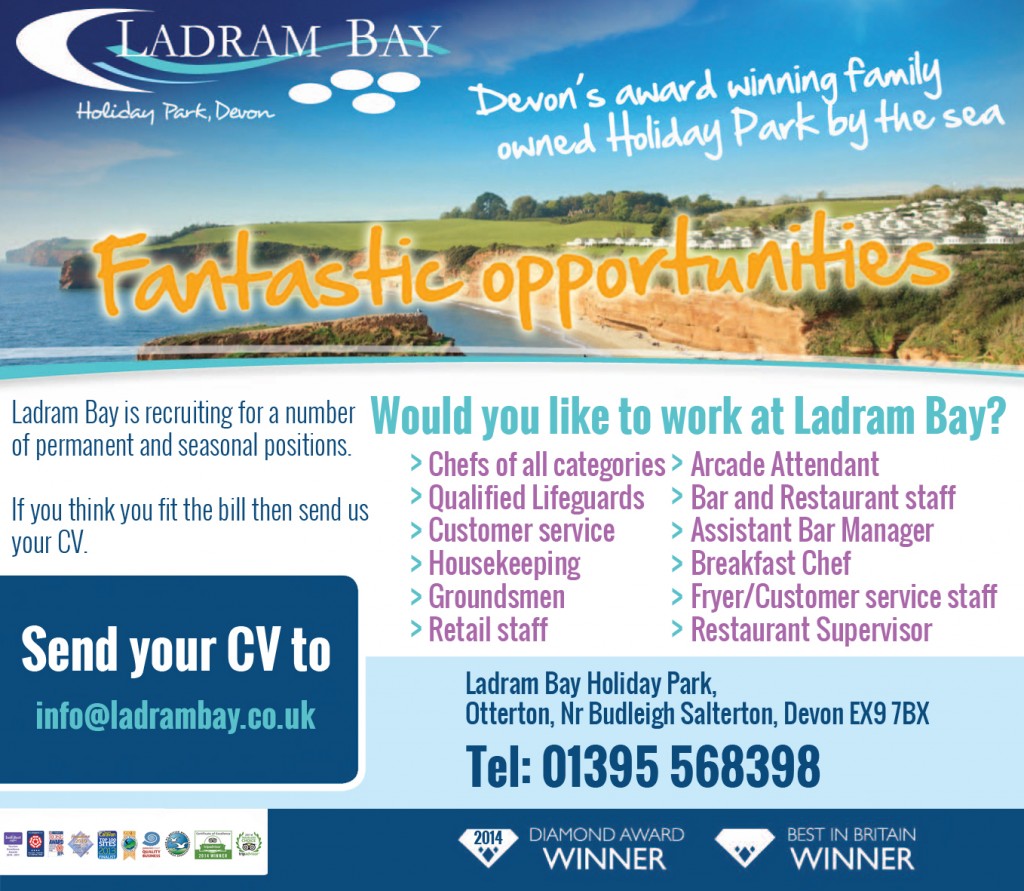 LADRAM BAY
Holiday Park, Devon
Devon's award winning family
owned Holiday Park by the sea
Fantastic opportunities
Ladram Bay is recruiting for a number
of permanent and seasonal positions.
If you think you fit the bill then send us
your CV.
Send your CV to
info@ladrambay.co.uk
Would you like to work at Ladram Bay?
> Chefs of all categories
> Qualified Lifeguards
> Customer service
> Housekeeping
> Groundsmen
> Retail staff
> Arcade Attendant
> Bar and Restaurant staff
> Assistant Bar Manager
> Breakfast Chef
> Fryer/Customer service staff
> Restaurant Supervisor
Ladram Bay Holiday Park,
Otterton, Nr Budleigh Salterton, Devon EX9 7BX
Tel: 01395 568398
2014
DIAMOND AWARD
WINNER
BEST IN BRITAIN
WINNER